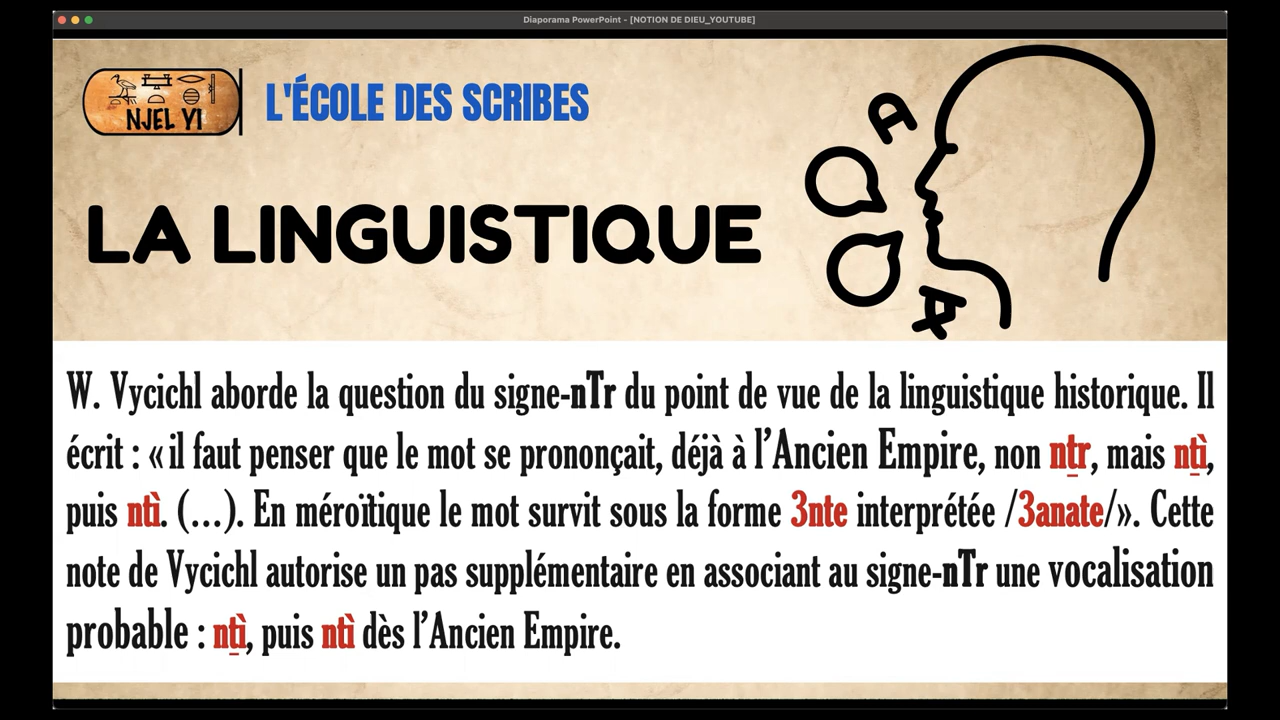 Diaporama PowerPoint - [NOTION DE DIEU_YOUTUBE]
NJEL YI
L'ÉCOLE DES SCRIBES
LA LINGUISTIQUE
W. Vycichl aborde la question du signe-nTr du point de vue de la linguistique historique. Il
écrit : « il faut penser que le mot se prononçait, déjà à l’Ancien Empire, non nṯr, mais nṯì,
puis ntì. (…). En méroïtique le mot survit sous la forme 3nte interprétée /3anate/». Cette
note de Vycichl autorise un pas supplémentaire en associant au signe-nTr une vocalisation
probable : nṯì, puis ntì dès l’Ancien Empire.